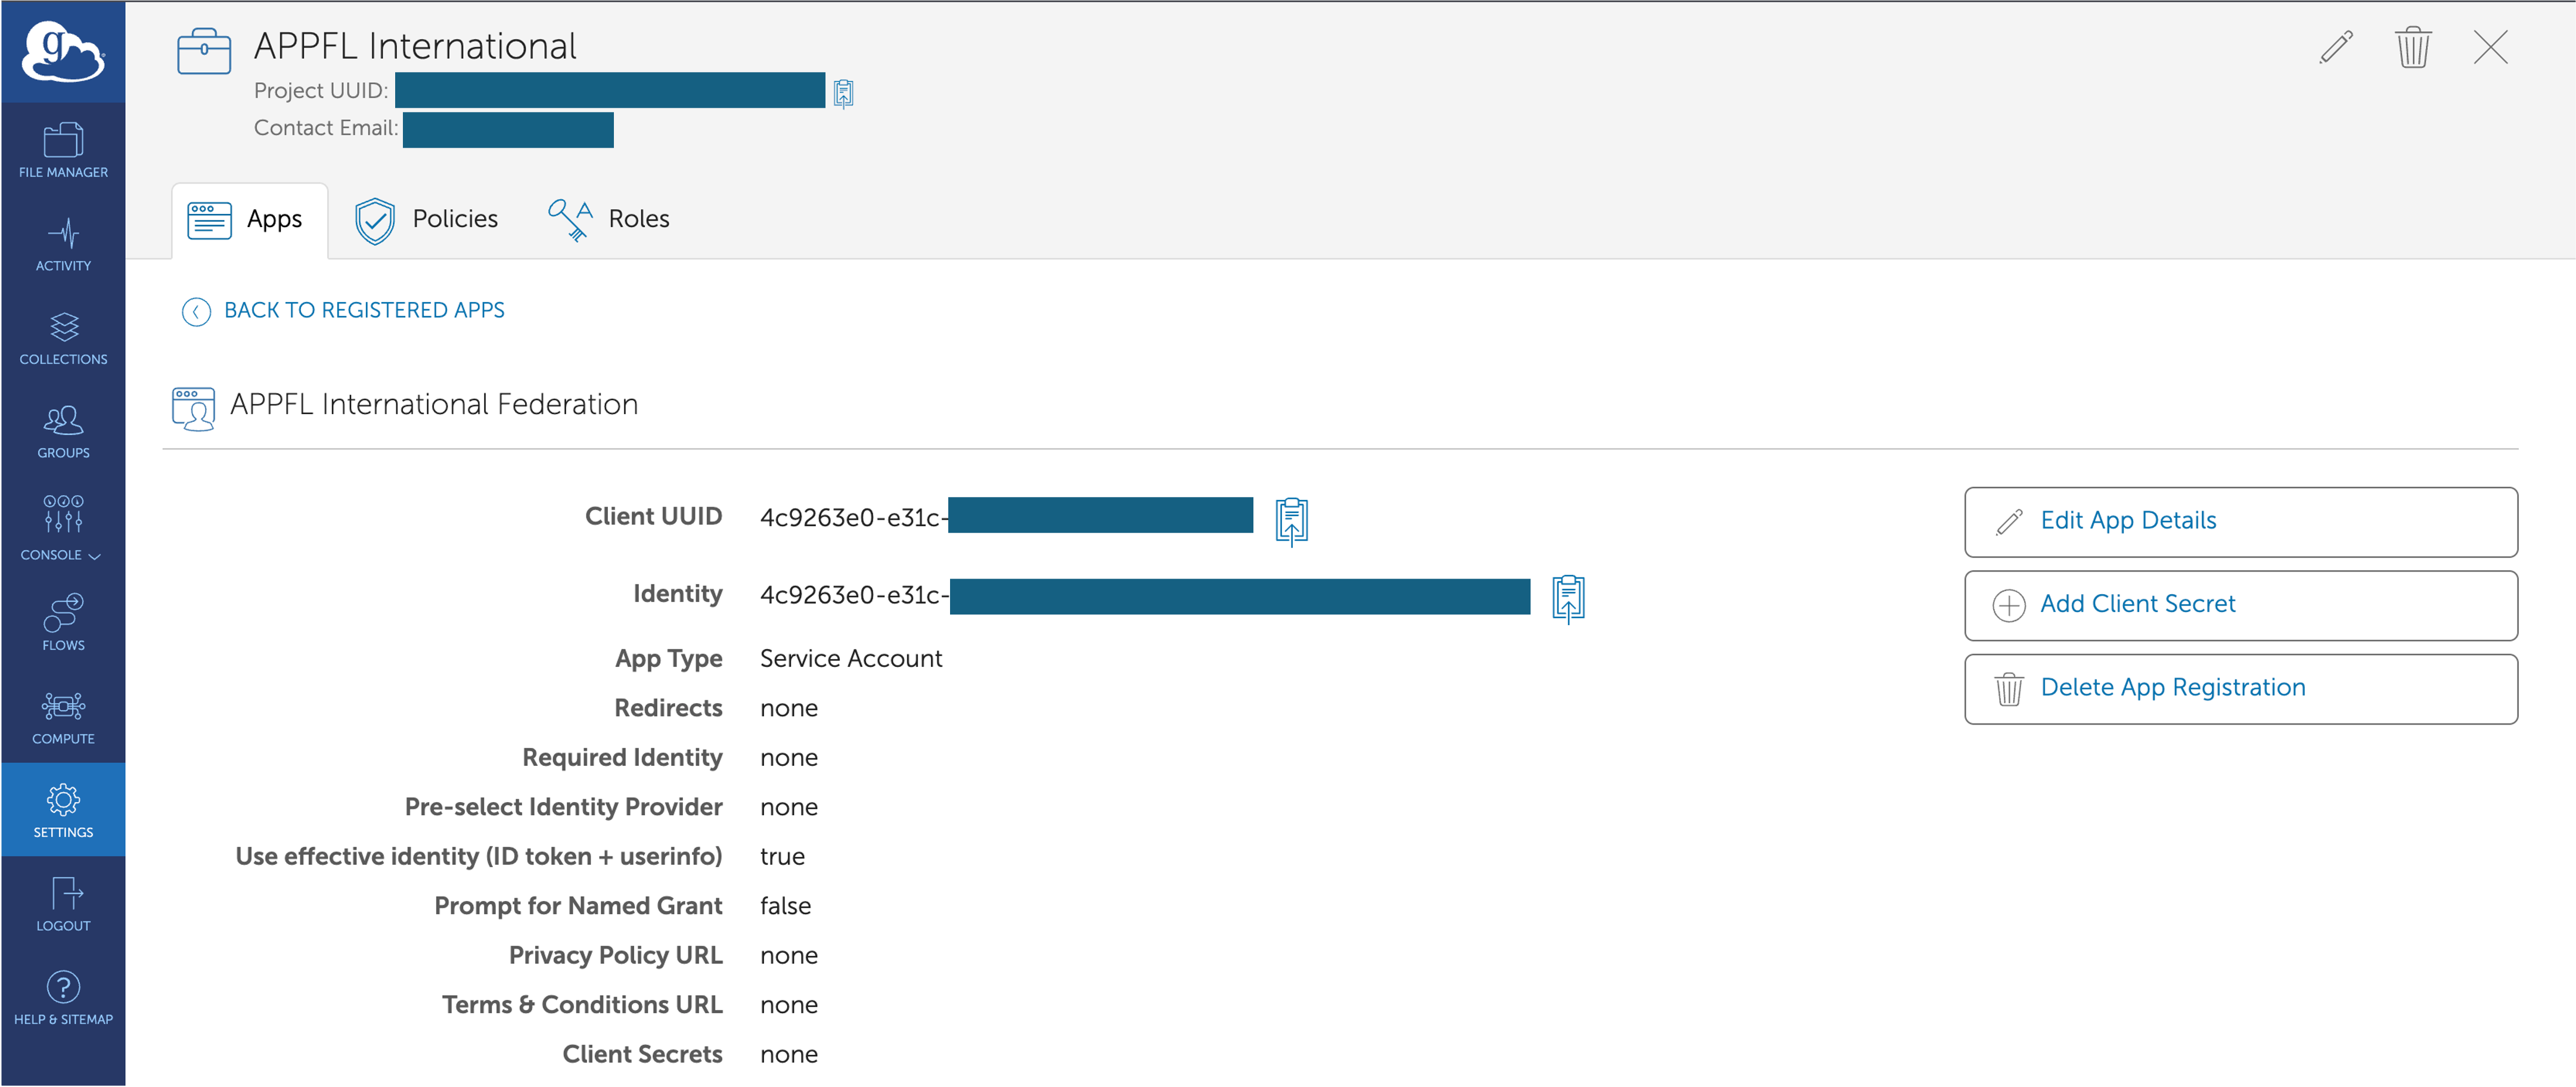 g
APPFL International
Project UUID:
Contact Email:
Apps
Policies
Roles
FILE MANAGER
ACTIVITY
COLLECTIONS
GROUPS
CONSOLE
FLOWS
COMPUTE
SETTINGS
LOGOUT
HELP & SITEMAP
BACK TO REGISTERED APPS
APPFL International Federation
Client UUID 4c9263e0-e31c-
Identity 4c9263e0-e31c-
App Type Service Account
Redirects none
Required Identity none
Pre-select Identity Provider none
Use effective identity (ID token + userinfo) true
Prompt for Named Grant false
Privacy Policy URL none
Terms & Conditions URL none
Client Secrets none
Edit App Details
Add Client Secret
Delete App Registration